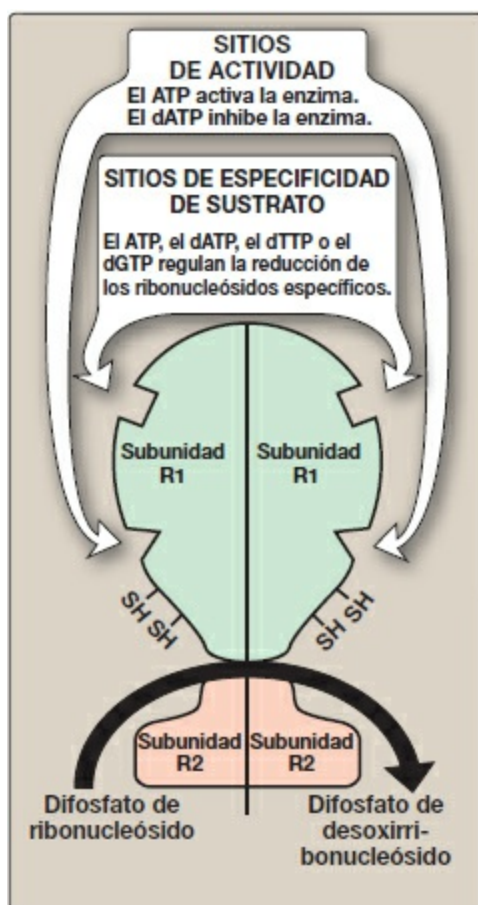 SITIOS
DE ACTIVIDAD
El ATP activa la enzima.
El dATP inhibe la enzima.
SITIOS DE ESPECIFICIDAD
DE SUSTRATO
El ATP, el dATP, el dTTP o el
dGTP regulan la reducción de
los ribonucleósidos específicos.
Subunidad
R1
Subunidad
R1
SH SH
SH SH
Subunidad
R2
Subunidad
R2
Difosfato de
ribonucleósido
Difosfato de
desoxirri-
bonucleósido